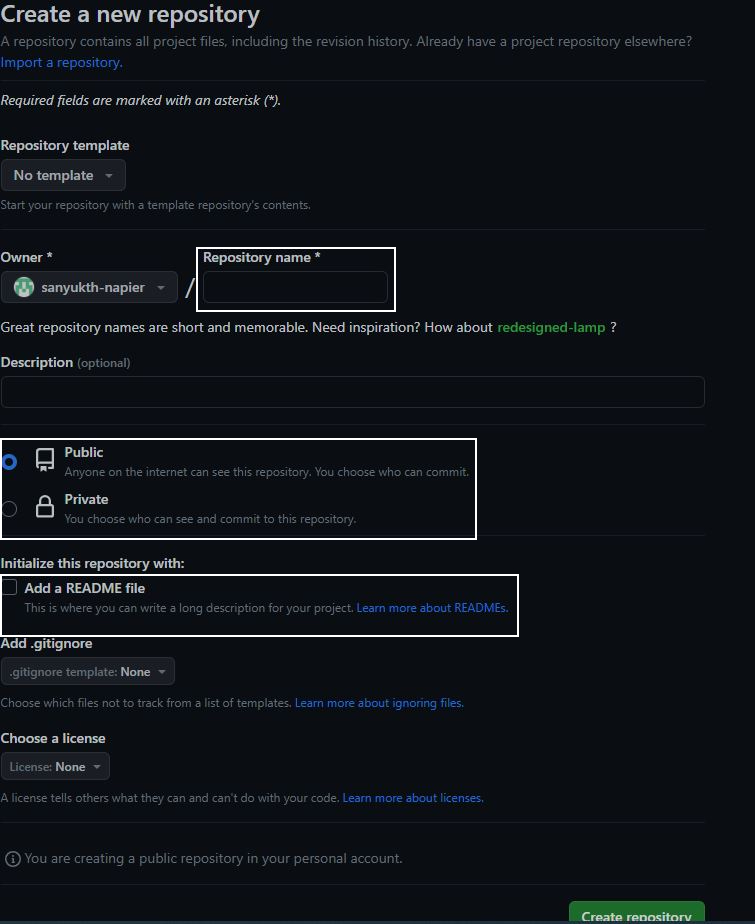 Create a new repository
A repository contains all project files, including the revision history. Already have a project repository elsewhere?
Import a repository.
Required fields are marked with an asterisk (*).
Repository template
No template
Start your repository with a template repository's contents.
Owner *
Repository name *
sanyukth-napier
/
Great repository names are short and memorable. Need inspiration? How about redesigned-lamp ?
Description (optional)
Public
Anyone on the internet can see this repository. You choose who can commit.
Private
You choose who can see and commit to this repository.
Initialize this repository with:
Add a README file
This is where you can write a long description for your project. Learn more about READMEs.
Add .gitignore
.gitignore template: None
Choose which files not to track from a list of templates. Learn more about ignoring files.
Choose a license
License: None
A license tells others what they can and can't do with your code. Learn more about licenses.
You are creating a public repository in your personal account.
Create repository